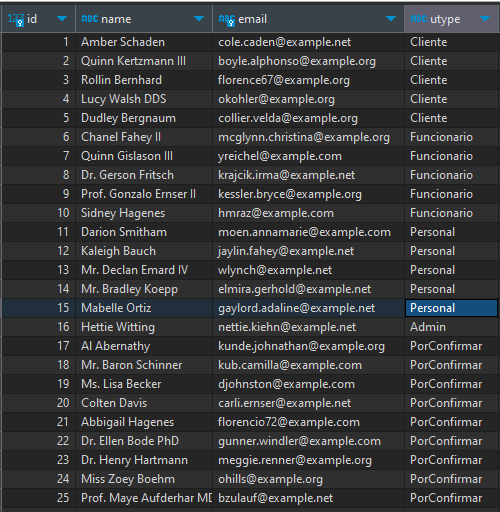 123 id ABC name ABC email ABC utype
1 Amber Schaden cole.caden@example.net Cliente
2 Quinn Kertzmann III boyle.alphonso@example.org Cliente
3 Rollin Bernhard florence67@example.org Cliente
4 Lucy Walsh DDS okohler@example.org Cliente
5 Dudley Bergnaum collier.velda@example.org Cliente
6 Chanel Fahey II mcglynn.christina@example.org Funcionario
7 Quinn Gislason III yreichel@example.com Funcionario
8 Dr. Gerson Fritsch krajcik.irma@example.net Funcionario
9 Prof. Gonzalo Ernser II kessler.bryce@example.org Funcionario
10 Sidney Hagenes hmraz@example.com Funcionario
11 Darion Smitham moen.annamarie@example.com Personal
12 Kaleigh Bauch jaylin.fahey@example.net Personal
13 Mr. Declan Emard IV wlynch@example.net Personal
14 Mr. Bradley Koepp elmira.gerhold@example.net Personal
15 Mabelle Ortiz gaylord.adaline@example.net Personal
16 Hettie Witting nettie.kiehn@example.net Admin
17 Al Abernathy kunde.johnathan@example.org PorConfirmar
18 Mr. Baron Schinner kub.camilla@example.com PorConfirmar
19 Ms. Lisa Becker djohnston@example.com PorConfirmar
20 Colten Davis carli.ernser@example.net PorConfirmar
21 Abbigail Hagenes florencio72@example.com PorConfirmar
22 Dr. Ellen Bode PhD gunner.windler@example.com PorConfirmar
23 Dr. Henry Hartmann meggie.renner@example.org PorConfirmar
24 Miss Zoey Boehm ohills@example.org PorConfirmar
25 Prof. Maye Aufderhar MD bzulauf@example.net PorConfirmar